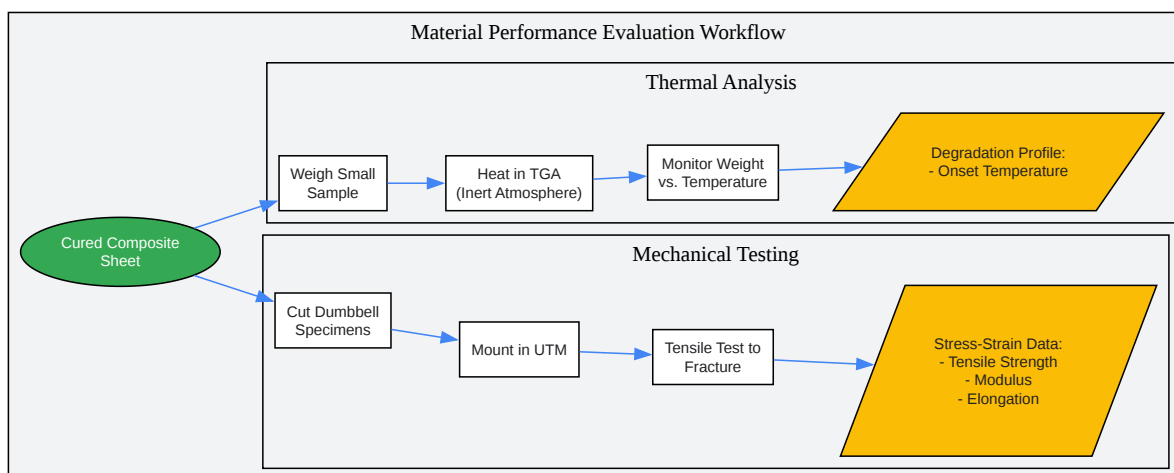 Material Performance Evaluation Workflow
Thermal Analysis
Weigh Small
Sample
Heat in TGA
(Inert Atmosphere)
Monitor Weight
vs. Temperature
Degradation Profile:
- Onset Temperature
Cured Composite
Sheet
Mechanical Testing
Cut Dumbbell
Specimens
Mount in UTM
Tensile Test to
Fracture
Stress-Strain Data:
- Tensile Strength
- Modulus
- Elongation